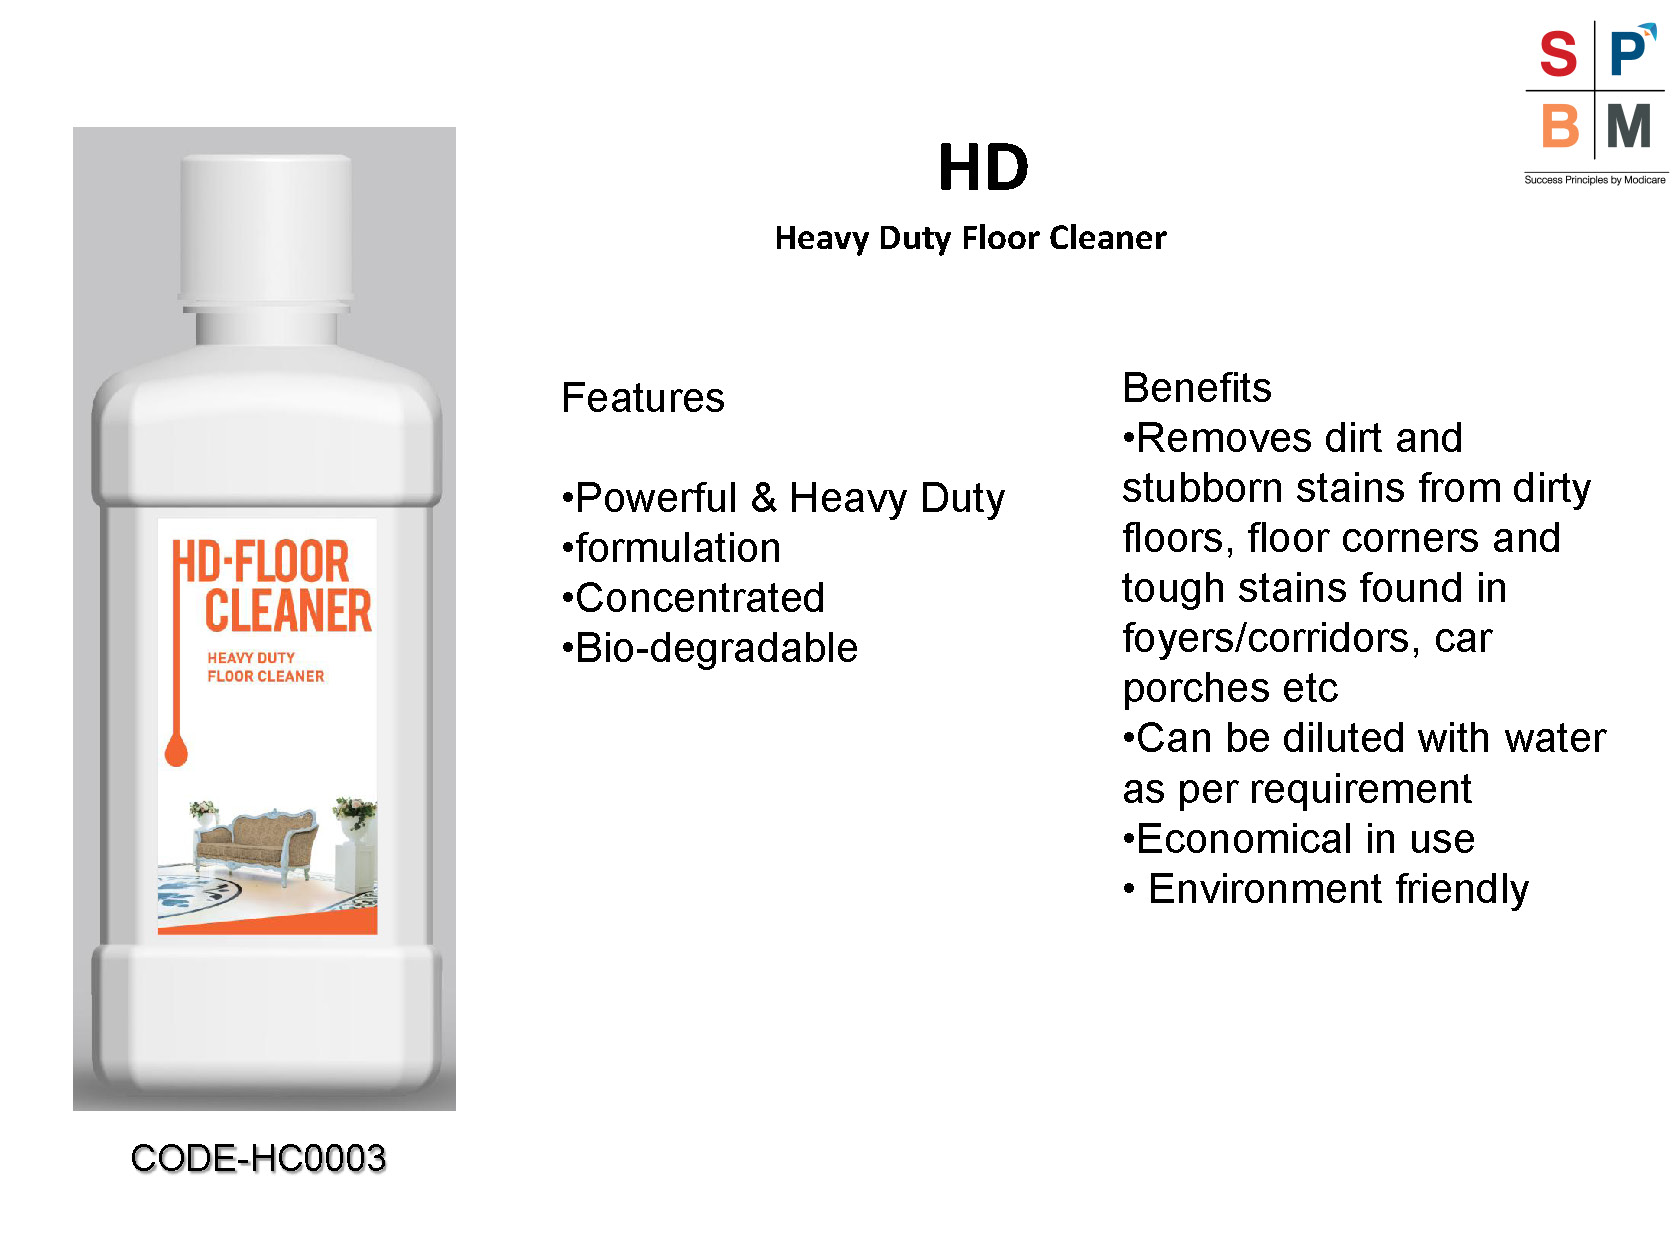 S P
B M
Success Principles by Modicare
HD
Heavy Duty Floor Cleaner
HD-FLOOR
CLEANER
HEAVY DUTY
FLOOR CLEANER
CODE-HC0003
Features
•Powerful & Heavy Duty
•formulation
•Concentrated
•Bio-degradable
Benefits
•Removes dirt and
stubborn stains from dirty
floors, floor corners and
tough stains found in
foyers/corridors, car
porches etc
•Can be diluted with water
as per requirement
•Economical in use
• Environment friendly